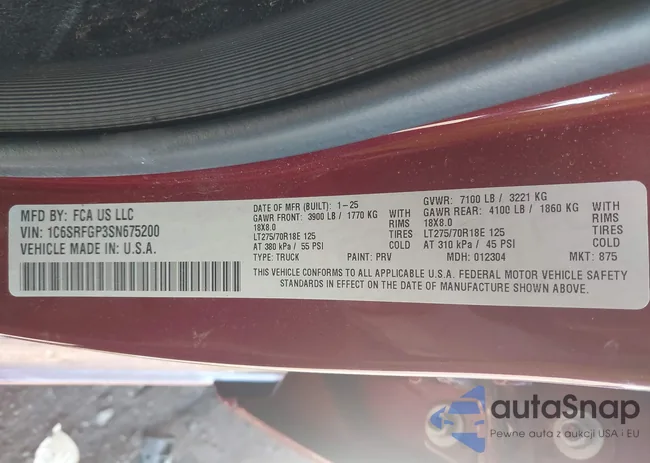 MFD BY: FCA US LLC
VIN: 1C6SRFGP3SN675200
VEHICLE MADE IN: U.S.A.
DATE OF MFR (BUILT): 1-25
GVWR: 7100 LB / 3221 KG
GAWR FRONT: 3900 LB / 1770 KG WITH GAWR REAR: 4100 LB / 1860 KG WITH
18X8.0 RIMS 18X8.0 RIMS
LT275/70R18E 125 TIRES LT275/70R18E 125 TIRES
AT 380 kPa / 55 PSI COLD AT 310 kPa / 45 PSI COLD
TYPE: TRUCK PAINT: PRV MDH: 012304 MKT: 875
THIS VEHICLE CONFORMS TO ALL APPLICABLE U.S.A. FEDERAL MOTOR VEHICLE SAFETY
STANDARDS IN EFFECT ON THE DATE OF MANUFACTURE SHOWN ABOVE.
autoSnap
Pewne auta z aukcji USA i EU